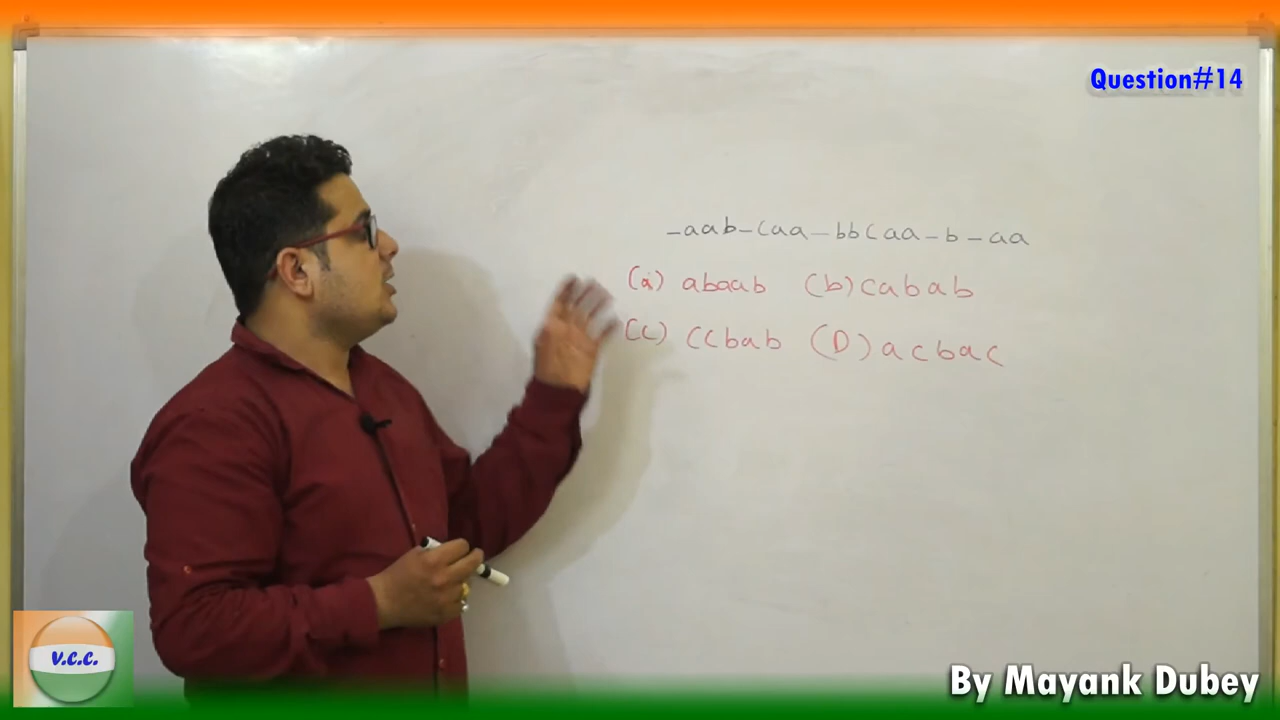 Question#14
_aab_caa_bbcaa_b_aa
(a) abaab (b) cabab
(c) ccbab (D) acbac
V.C.C.
By Mayank Dubey